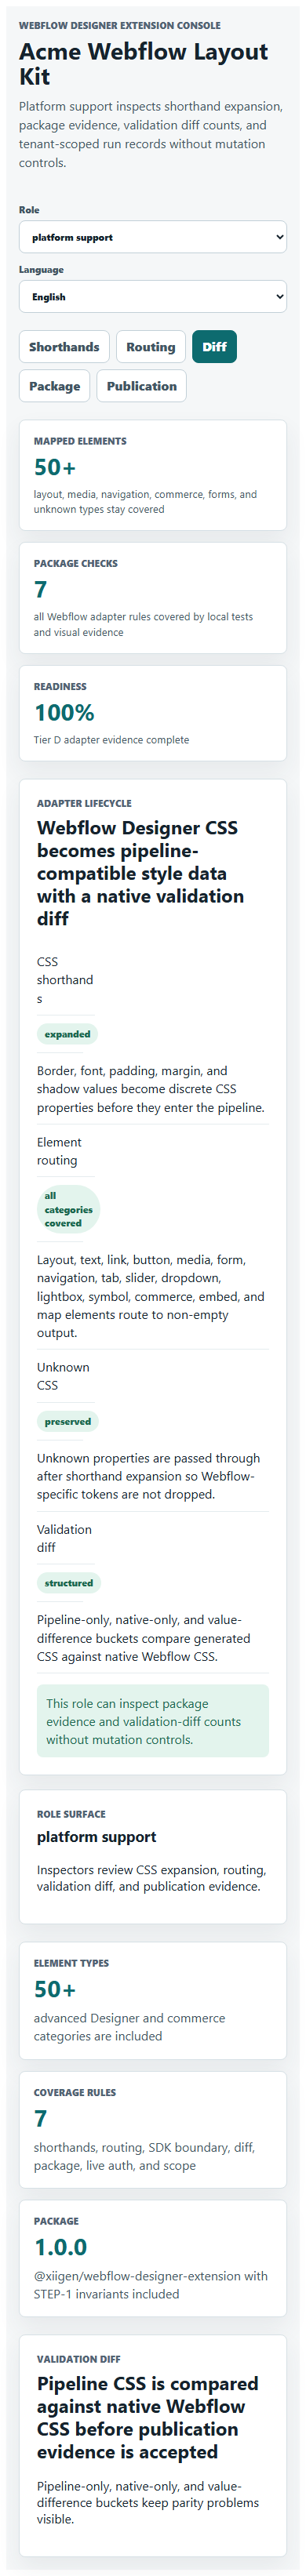 WEBFLOW DESIGNER EXTENSION CONSOLE
Acme Webflow Layout
Kit
Platform support inspects shorthand expansion,
package evidence, validation diff counts, and
tenant-scoped run records without mutation
controls.
Role
platform support
Language
English
Shorthands
Routing
Diff
Package
Publication
MAPPED ELEMENTS
50+
layout, media, navigation, commerce, forms, and
unknown types stay covered
PACKAGE CHECKS
7
all Webflow adapter rules covered by local tests
and visual evidence
READINESS
100%
Tier D adapter evidence complete
ADAPTER LIFECYCLE
Webflow Designer CSS
becomes pipeline-
compatible style data
with a native validation
diff
CSS
shorthand
s
expanded
Border, font, padding, margin, and
shadow values become discrete CSS
properties before they enter the pipeline.
Element
routing
all
categories
covered
Layout, text, link, button, media, form,
navigation, tab, slider, dropdown,
lightbox, symbol, commerce, embed, and
map elements route to non-empty
output.
Unknown
CSS
preserved
Unknown properties are passed through
after shorthand expansion so Webflow-
specific tokens are not dropped.
Validation
diff
structured
Pipeline-only, native-only, and value-
difference buckets compare generated
CSS against native Webflow CSS.
This role can inspect package
evidence and validation-diff counts
without mutation controls.
ROLE SURFACE
platform support
Inspectors review CSS expansion, routing,
validation diff, and publication evidence.
ELEMENT TYPES
50+
advanced Designer and commerce
categories are included
COVERAGE RULES
7
shorthands, routing, SDK boundary, diff,
package, live auth, and scope
PACKAGE
1.0.0
@xiigen/webflow-designer-extension with
STEP-1 invariants included
VALIDATION DIFF
Pipeline CSS is compared
against native Webflow
CSS before publication
evidence is accepted
Pipeline-only, native-only, and value-
difference buckets keep parity problems
visible.